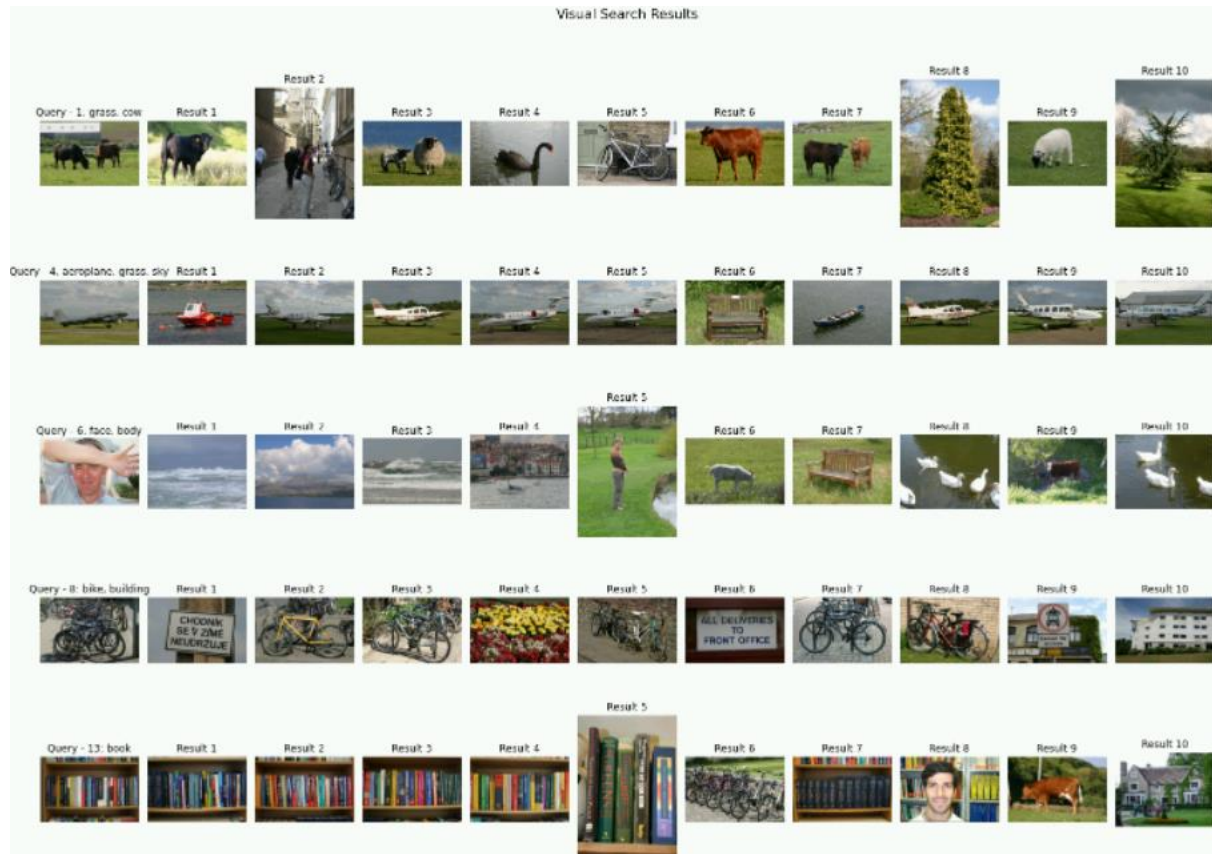 Visual Search Results
Query - 1. grass. cow
Result 1
Result 2
Result 3
Result 4
Result 5
Result 6
Result 7
Result 8
Result 9
Result 10
Query - 4. aeroplane. grass. sky
Result 1
Result 2
Result 3
Result 4
Result 5
Result 6
Result 7
Result 8
Result 9
Result 10
Query - 6. face. body
Result 1
Result 2
Result 3
Result 4
Result 5
Result 6
Result 7
Result 8
Result 9
Result 10
Query - 8: bike, building
Result 1
Result 2
Result 3
Result 4
Result 5
Result 6
Result 7
Result 8
Result 9
Result 10
CHODNÍK
SE V ZIMĚ
NEUDRŽUJE
ALL DELIVERIES
TO
FRONT OFFICE
Query - 13: book
Result 1
Result 2
Result 3
Result 4
Result 5
Result 6
Result 7
Result 8
Result 9
Result 10